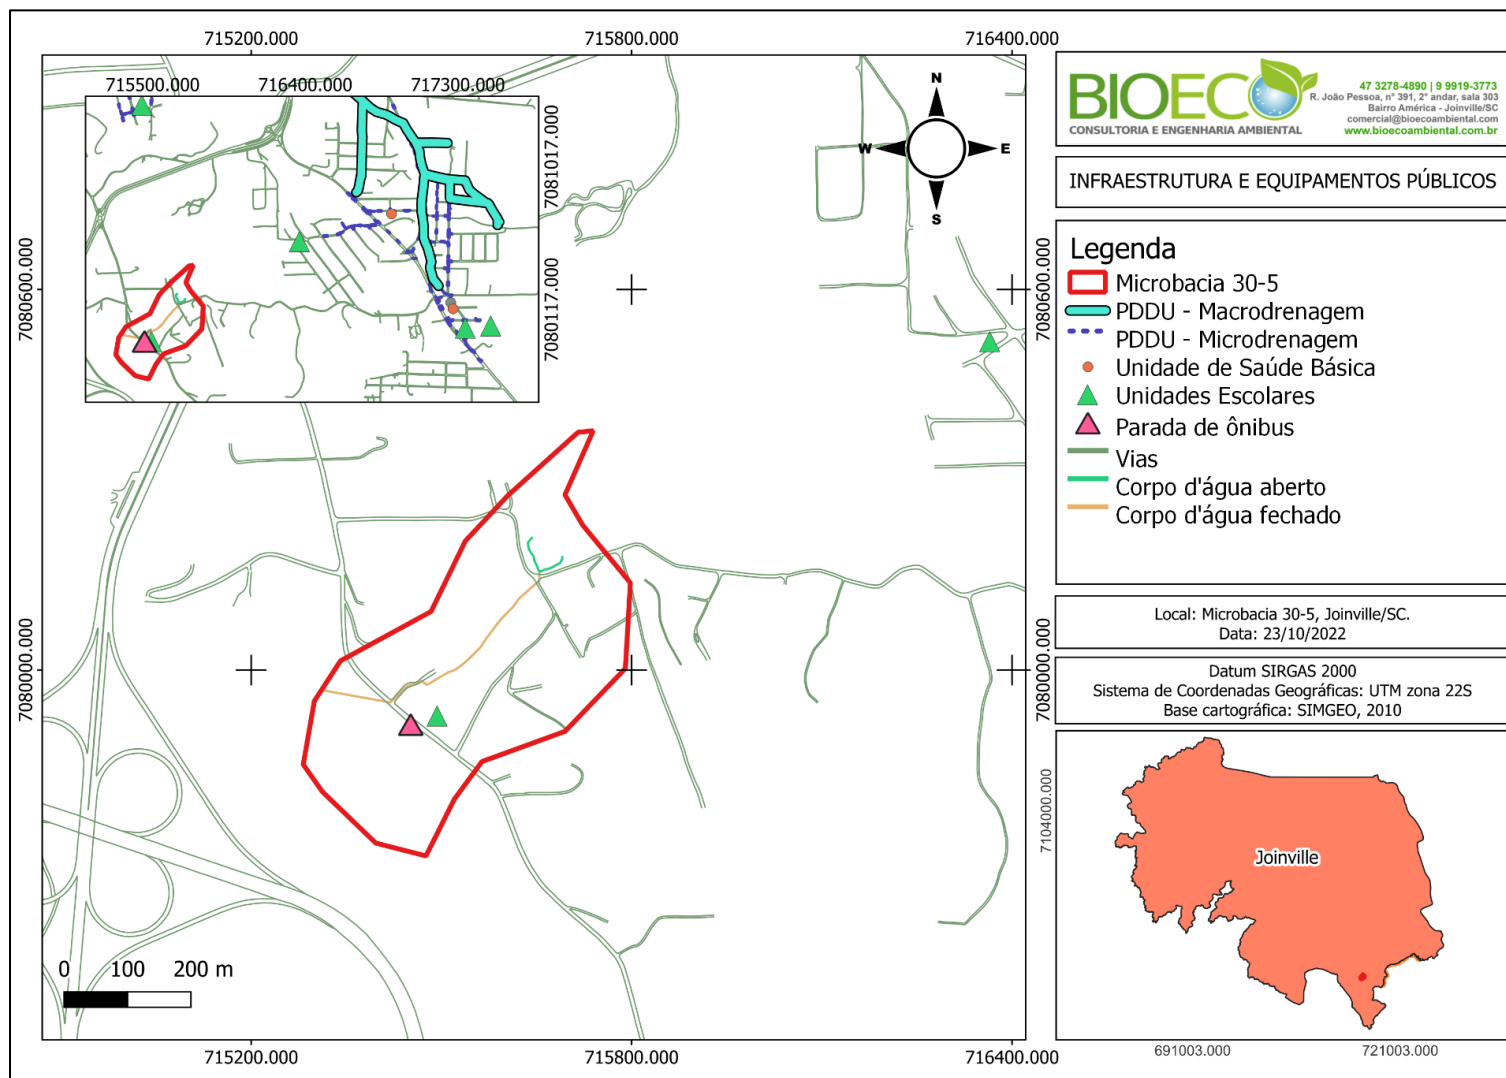 715200.000
715800.000
716400.000
715500.000
716400.000
717300.000
7081017.000
7080117.000
7080600.000
7080000.000
7080600.000
7080000.000
N
W
E
S
0
100
200 m
715200.000
715800.000
716400.000
BIOECO
CONSULTORIA E ENGENHARIA AMBIENTAL
47 3278-4890 | 9 9919-3773
R. João Pessoa, n° 391, 2° andar, sala 303
Bairro América - Joinville/SC
comercial@bioecoambiental.com
www.bioecoambiental.com.br
INFRAESTRUTURA E EQUIPAMENTOS PÚBLICOS
Legenda
Microbacia 30-5
PDDU - Macrodrenagem
PDDU - Microdrenagem
Unidade de Saúde Básica
Unidades Escolares
Parada de ônibus
Vias
Corpo d'água aberto
Corpo d'água fechado
Local: Microbacia 30-5, Joinville/SC.
Data: 23/10/2022
Datum SIRGAS 2000
Sistema de Coordenadas Geográficas: UTM zona 22S
Base cartográfica: SIMGEO, 2010
7104000.000
Joinville
691003.000
721003.000